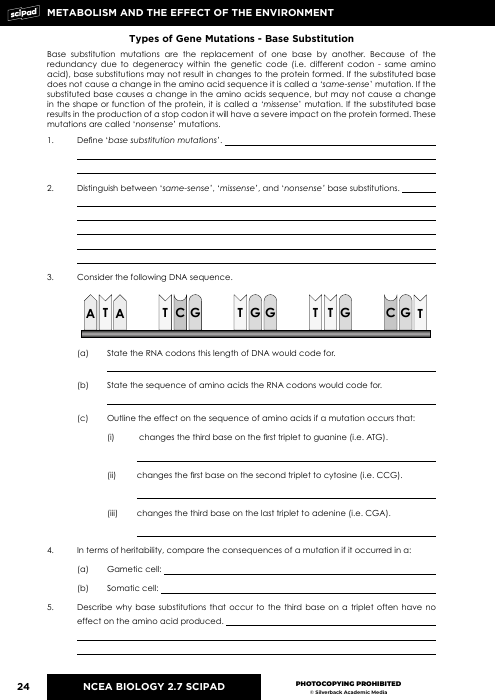 scipad METABOLISM AND THE EFFECT OF THE ENVIRONMENT
Types of Gene Mutations - Base Substitution
Base substitution mutations are the replacement of one base by another. Because of the
redundancy due to degeneracy within the genetic code (i.e. different codon - same amino
acid), base substitutions may not result in changes to the protein formed. If the substituted base
does not cause a change in the amino acid sequence it is called a ‘same-sense’ mutation. If the
substituted base causes a change in the amino acids sequence, but may not cause a change
in the shape or function of the protein, it is called a ‘missense’ mutation. If the substituted base
results in the production of a stop codon it will have a severe impact on the protein formed. These
mutations are called ‘nonsense’ mutations.
1. Define ‘base substitution mutations’.
2. Distinguish between ‘same-sense’, ‘missense’, and ‘nonsense’ base substitutions.
3. Consider the following DNA sequence.
A T A T C G T G G T T G C G T
(a) State the RNA codons this length of DNA would code for.
(b) State the sequence of amino acids the RNA codons would code for.
(c) Outline the effect on the sequence of amino acids if a mutation occurs that:
(i) changes the third base on the first triplet to guanine (i.e. ATG).
(ii) changes the first base on the second triplet to cytosine (i.e. CCG).
(iii) changes the third base on the last triplet to adenine (i.e. CGA).
4. In terms of heritability, compare the consequences of a mutation if it occurred in a:
(a) Gametic cell:
(b) Somatic cell:
5. Describe why base substitutions that occur to the third base on a triplet often have no
effect on the amino acid produced.
24 NCEA BIOLOGY 2.7 SCIPAD PHOTOCOPYING PROHIBITED
© Silverback Academic Media